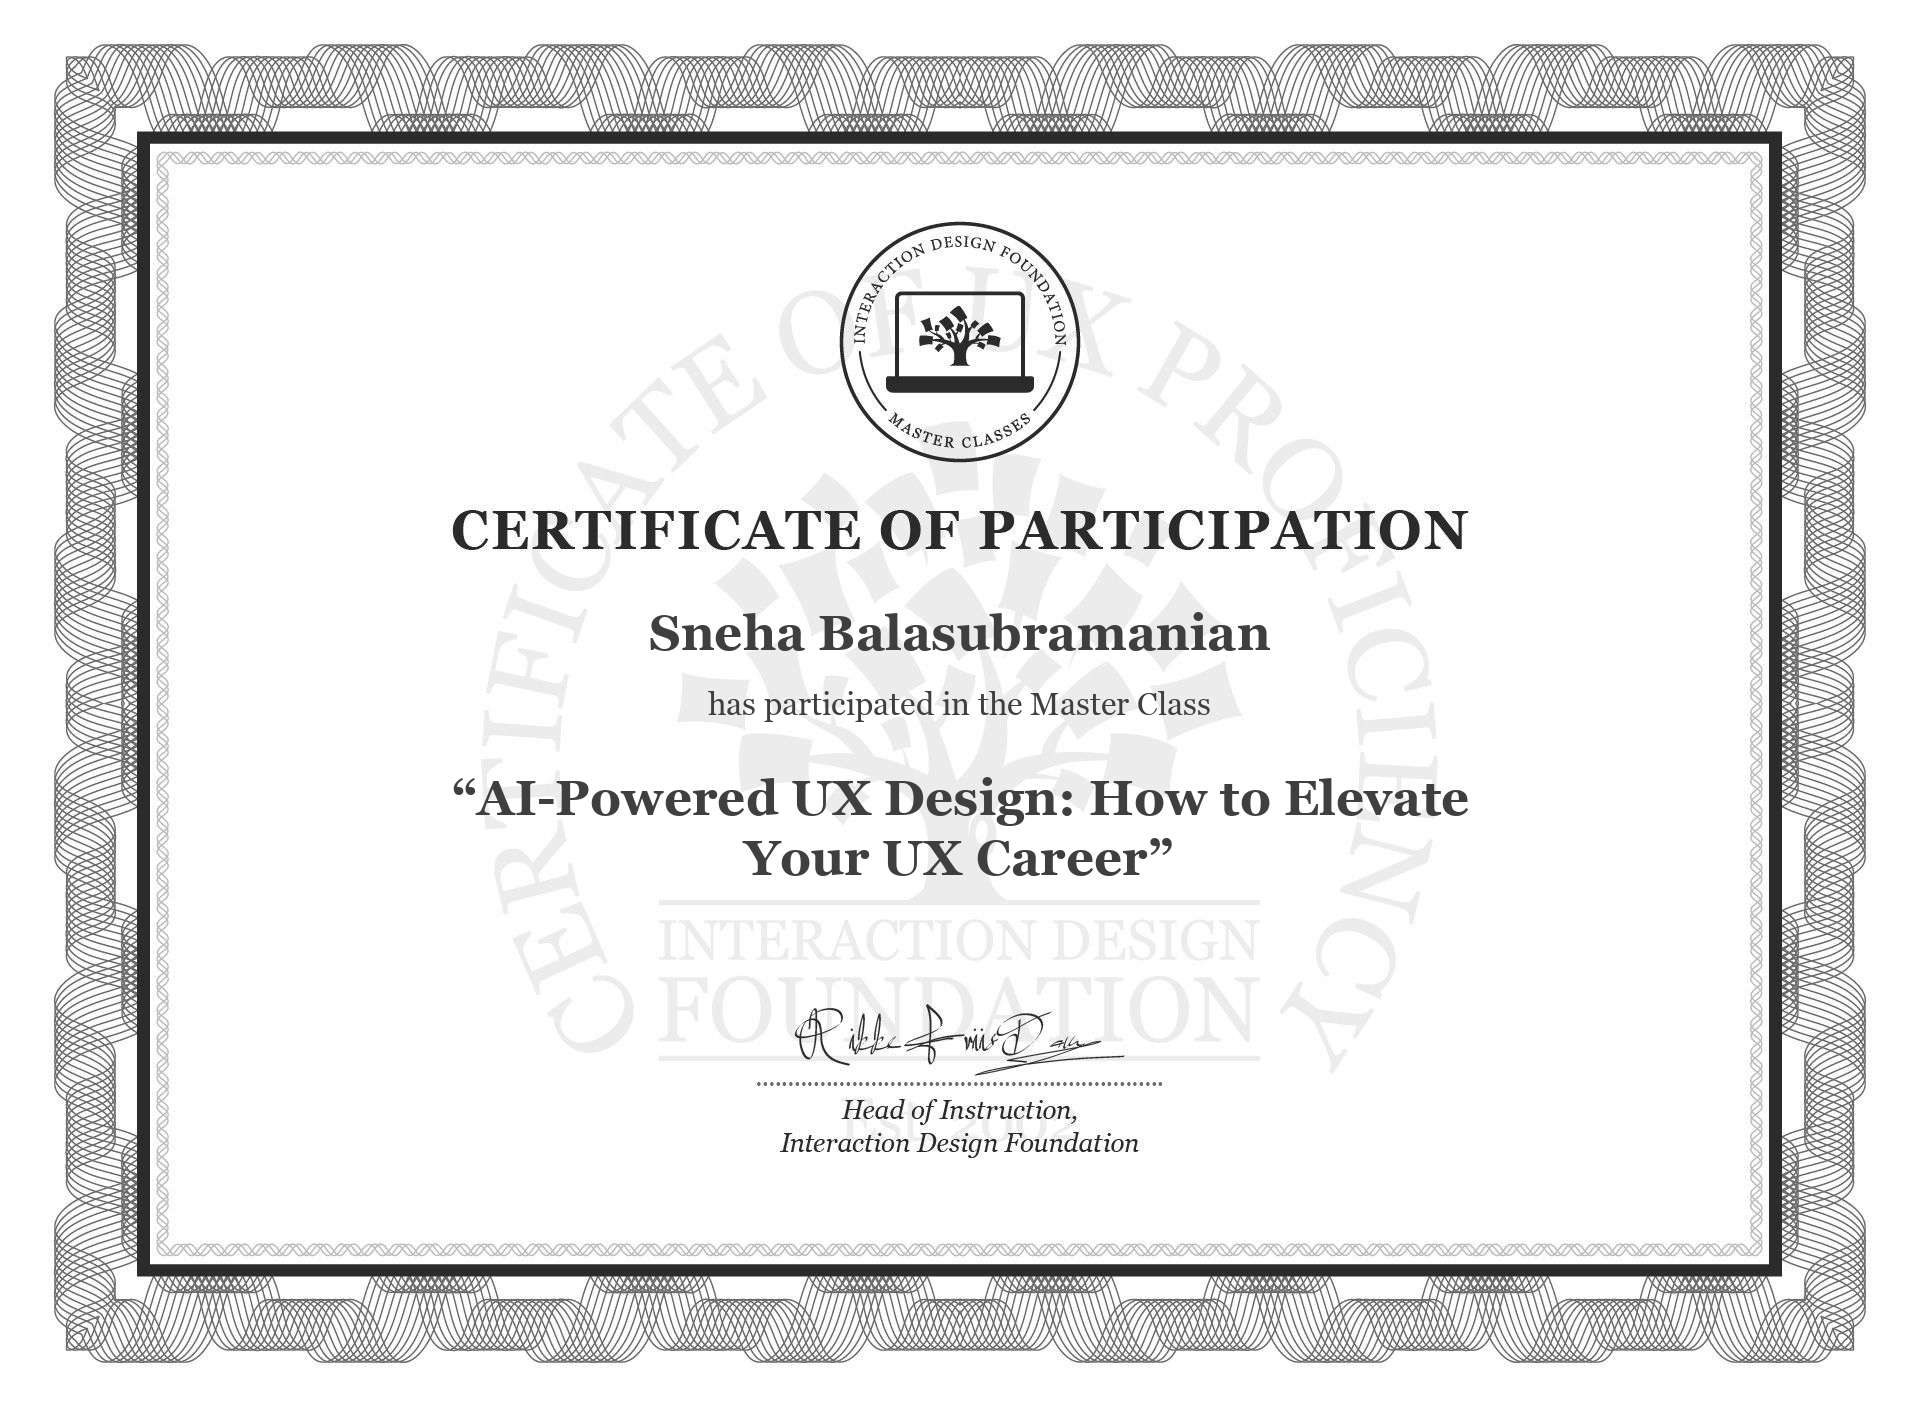 INTERACTION DESIGN FOUNDATION
MASTER CLASSES
CERTIFICATE OF UX PROFICIENCY
CERTIFICATE OF PARTICIPATION
Sneha Balasubramanian
has participated in the Master Class
“AI-Powered UX Design: How to Elevate
Your UX Career”
INTERACTION DESIGN
FOUNDATION
Rikke Friis Dam
Est. 2002
Head of Instruction,
Interaction Design Foundation